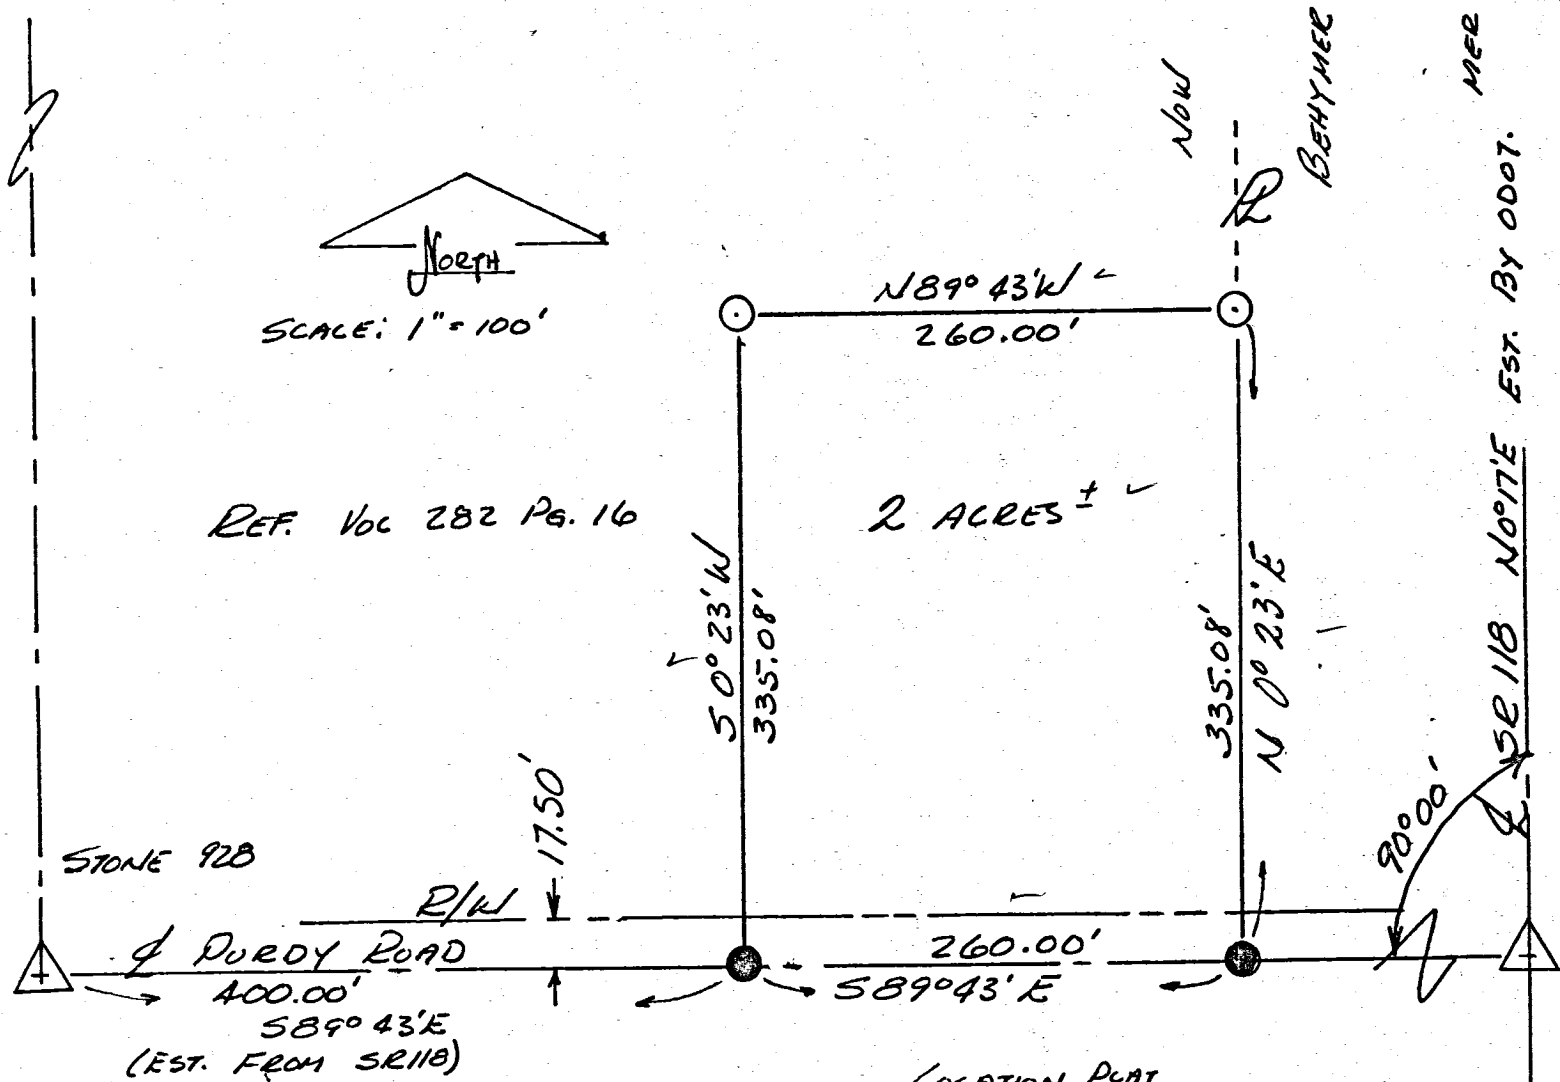 NOW
BEHYMER
MER
PL
NORTH
SCALE: 1" = 100'
N89° 43'W
260.00'
SR 118 N0°17'E EST. BY ODOT.
REF. VOL 282 PG. 16
2 ACRES ±
S 0° 23' W
335.08'
335.08'
N 0° 23' E
17.50'
90°00'
STONE 928
R/W
℄ PURDY ROAD
260.00'
400.00'
S89°43'E
S89° 43'E
(EST. FROM SR118)
LOCATION PLAT